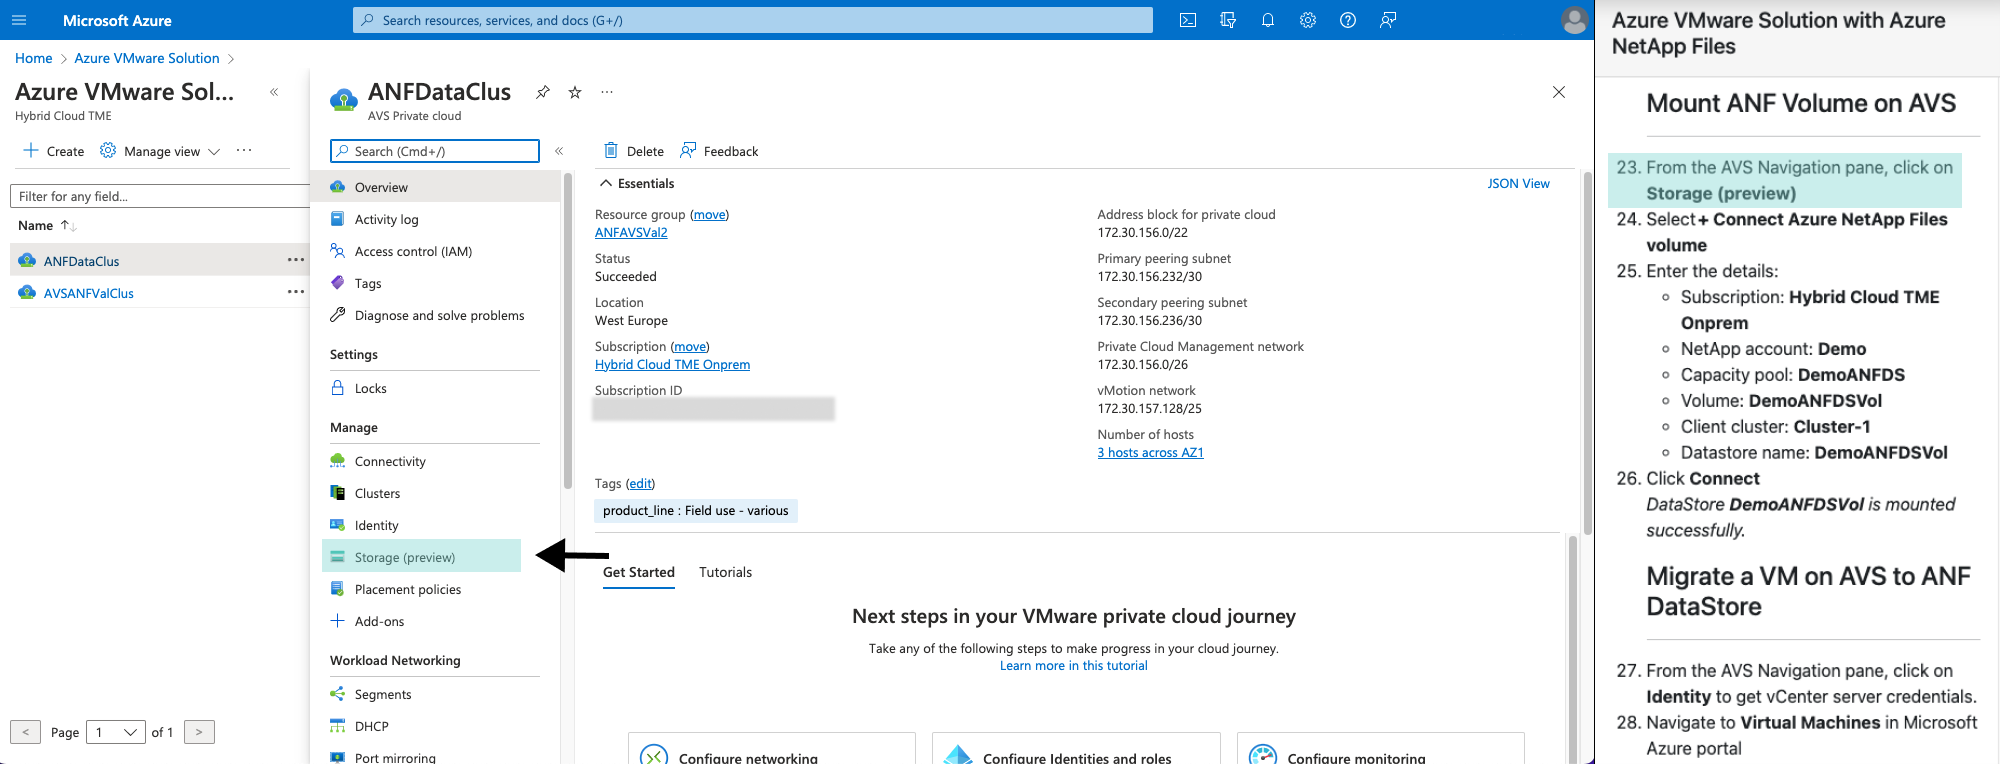 Microsoft Azure
Search resources, services, and docs (G+/)
Home > Azure VMware Solution >
Azure VMware Sol...
Hybrid Cloud TME
Create
Manage view
Filter for any field...
Name
ANFDataClus
AVSANFValClus
< Page 1 of 1 >
ANFDataClus
AVS Private cloud
Search (Cmd+/)
Overview
Activity log
Access control (IAM)
Tags
Diagnose and solve problems
Settings
Locks
Manage
Connectivity
Clusters
Identity
Storage (preview)
Placement policies
Add-ons
Workload Networking
Segments
DHCP
Port mirroring
Delete
Feedback
Essentials
JSON View
Resource group (move)
ANFAVSVal2
Status
Succeeded
Location
West Europe
Subscription (move)
Hybrid Cloud TME Onprem
Subscription ID
Address block for private cloud
172.30.156.0/22
Primary peering subnet
172.30.156.232/30
Secondary peering subnet
172.30.156.236/30
Private Cloud Management network
172.30.156.0/26
vMotion network
172.30.157.128/25
Number of hosts
3 hosts across AZ1
Tags (edit)
product_line : Field use - various
Get Started
Tutorials
Next steps in your VMware private cloud journey
Take any of the following steps to make progress in your cloud journey.
Learn more in this tutorial
Configure networking
Configure Identities and roles
Configure monitoring
Azure VMware Solution with Azure
NetApp Files
Mount ANF Volume on AVS
23. From the AVS Navigation pane, click on
Storage (preview)
24. Select + Connect Azure NetApp Files
volume
25. Enter the details:
Subscription: Hybrid Cloud TME
Onprem
NetApp account: Demo
Capacity pool: DemoANFDS
Volume: DemoANFDSVol
Client cluster: Cluster-1
Datastore name: DemoANFDSVol
26. Click Connect
DataStore DemoANFDSVol is mounted
successfully.
Migrate a VM on AVS to ANF
DataStore
27. From the AVS Navigation pane, click on
Identity to get vCenter server credentials.
28. Navigate to Virtual Machines in Microsoft
Azure portal